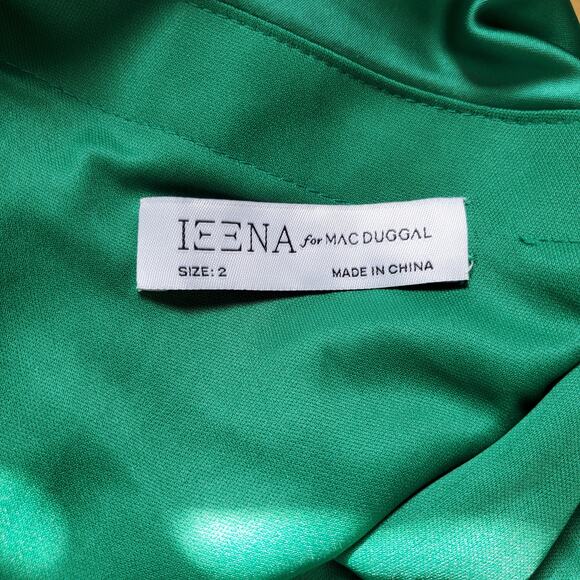 IEENA for MAC DUGGAL
SIZE: 2 MADE IN CHINA